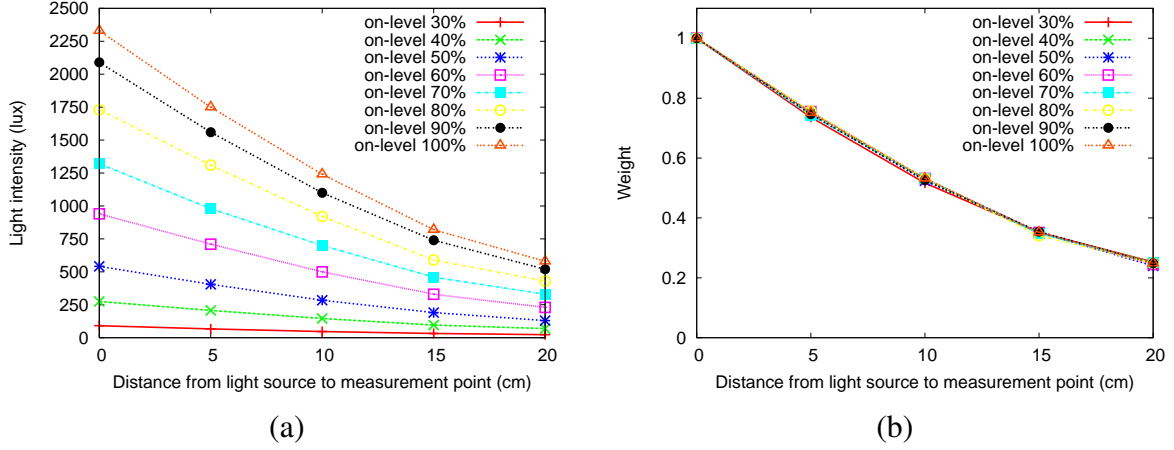 2500
2250
2000
1750
1500
1250
1000
750
500
250
0
Light intensity (lux)
on-level 30%
on-level 40%
on-level 50%
on-level 60%
on-level 70%
on-level 80%
on-level 90%
on-level 100%
0 5 10 15 20
Distance from light source to measurement point (cm)
(a)
1
0.8
0.6
0.4
0.2
0
Weight
on-level 30%
on-level 40%
on-level 50%
on-level 60%
on-level 70%
on-level 80%
on-level 90%
on-level 100%
0 5 10 15 20
Distance from light source to measurement point (cm)
(b)